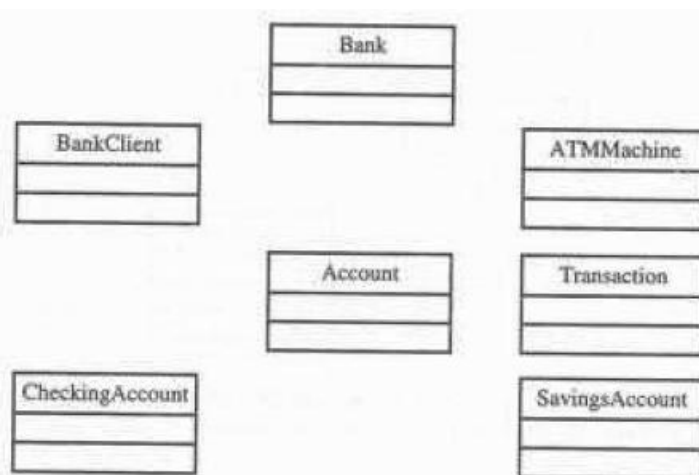 Bank
BankClient
ATMMachine
Account
Transaction
CheckingAccount
SavingsAccount